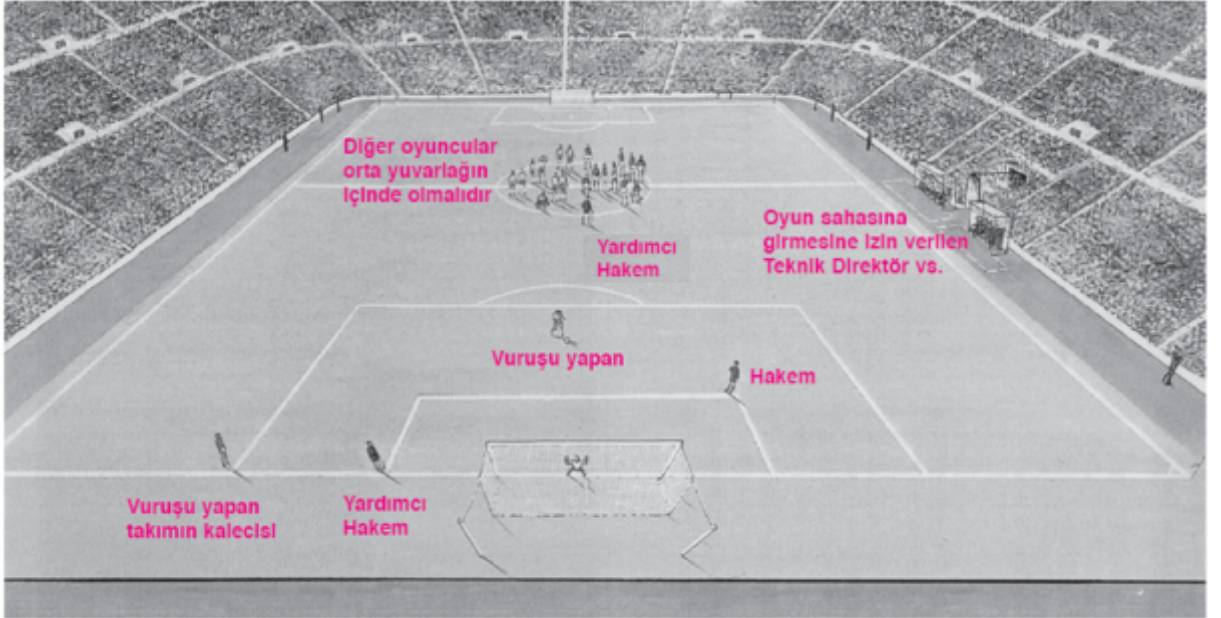 Diğer oyuncular
orta yuvarlağın
içinde olmalıdır
Oyun sahasına
girmesine izin verilen
Teknik Direktör vs.
Yardımcı
Hakem
Vuruşu yapan
Hakem
Vuruşu yapan
takımın kalecisi
Yardımcı
Hakem